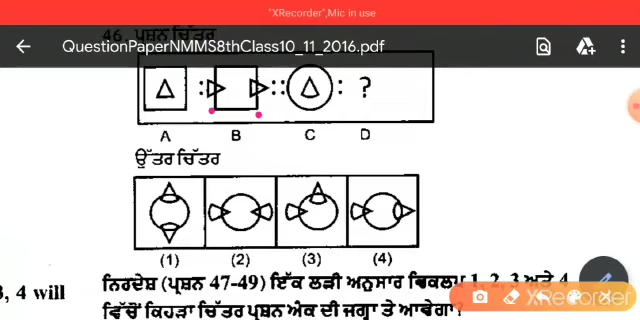 "XRecorder",Mic in use
46. ਪ੍ਰਸ਼ਨ ਚਿੱਤਰ
QuestionPaperNMMS8thClass10_11_2016.pdf
: :: : ?
A B C D
ਉੱਤਰ ਚਿੱਤਰ
(1) (2) (3) (4)
ਨਿਰਦੇਸ਼ (ਪ੍ਰਸ਼ਨ 47-49) ਇੱਕ ਲੜੀ ਅਨੁਸਾਰ ਵਿਕਲਪ 1, 2, 3 ਅਤੇ 4
3, 4 will
ਵਿੱਚੋਂ ਕਿਹੜਾ ਚਿੱਤਰ ਪ੍ਰਸ਼ਨ ਅੰਕ ਦੀ ਜਗ੍ਹਾ ਤੇ ਆਵੇਗਾ?
XRecorder